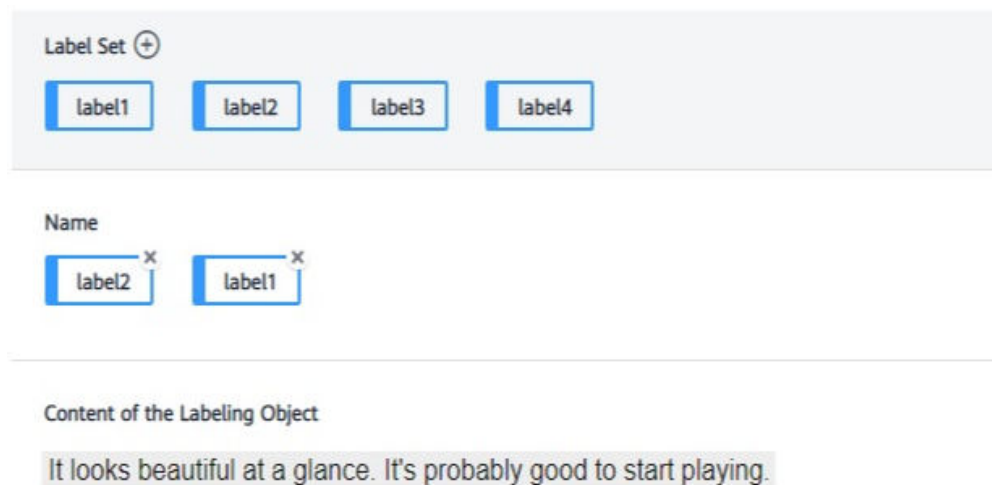 Label Set
label1 label2 label3 label4
Name
label2 label1
Content of the Labeling Object
It looks beautiful at a glance. It's probably good to start playing.